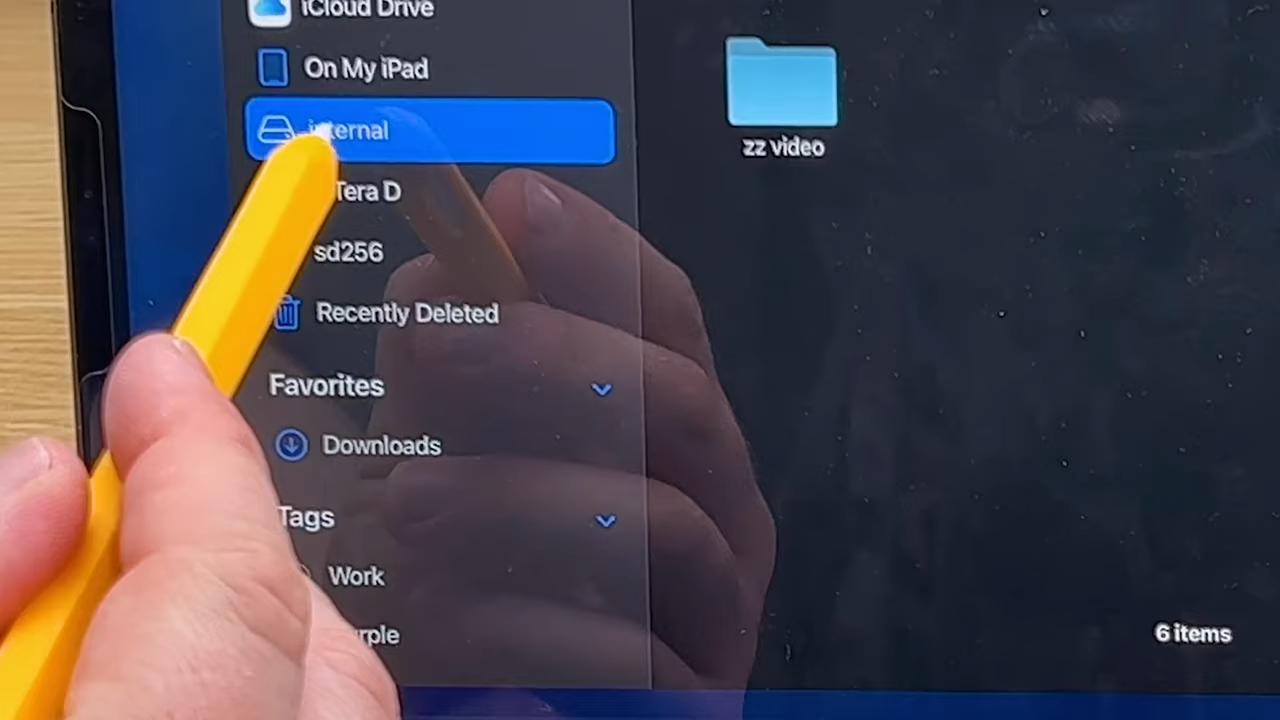 iCloud Drive
On My iPad
zz video
Tera D
sd256
Recently Deleted
Favorites
Downloads
Tags
Work
6 items